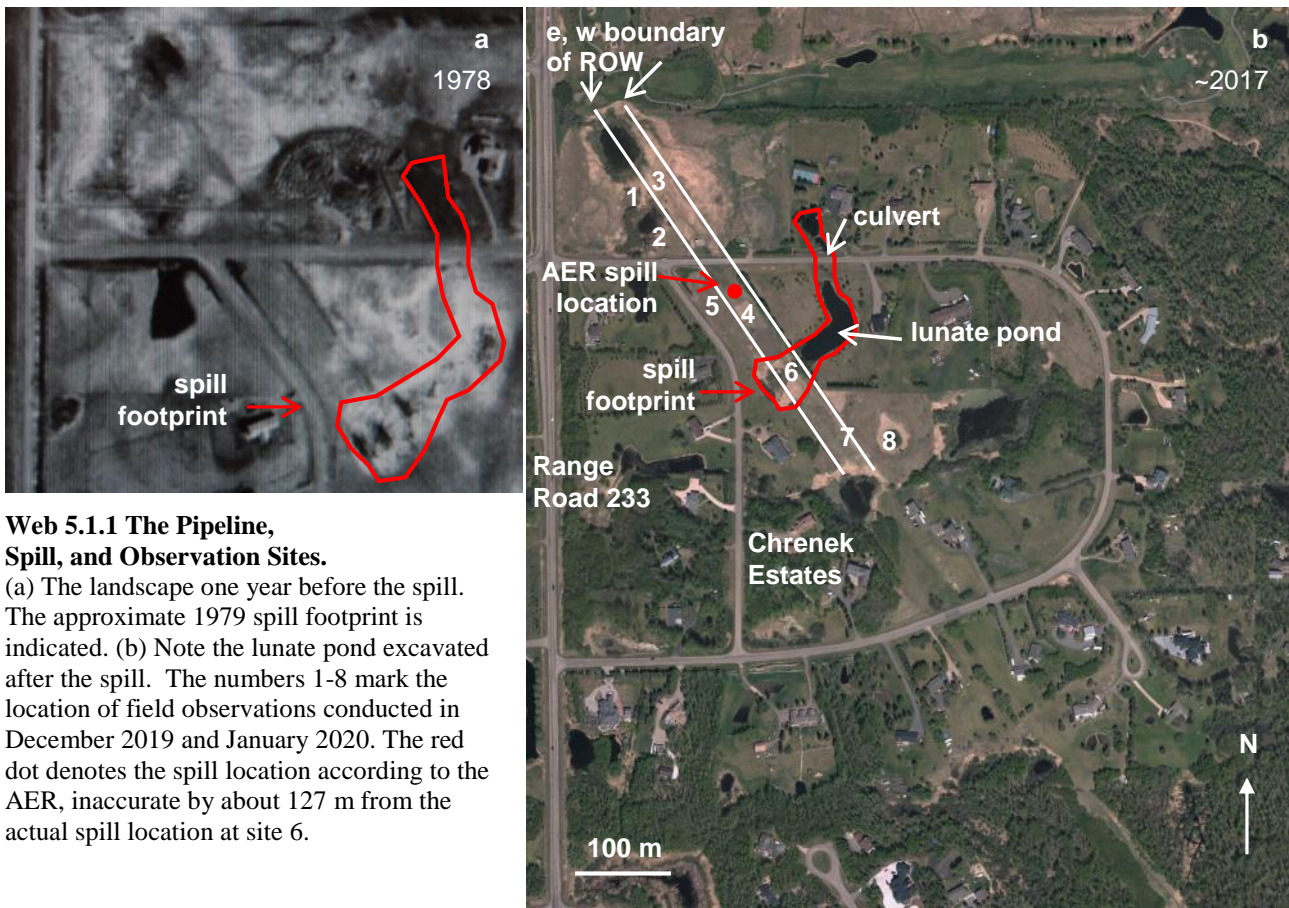 a
1978
spill
footprint
e, w boundary
of ROW
b
~2017
3
1
2
culvert
AER spill
location
5
4
lunate pond
spill
footprint
6
7
8
Range
Road 233
Chrenek
Estates
100 m
N
Web 5.1.1 The Pipeline,
Spill, and Observation Sites.
(a) The landscape one year before the spill.
The approximate 1979 spill footprint is
indicated. (b) Note the lunate pond excavated
after the spill.  The numbers 1-8 mark the
location of field observations conducted in
December 2019 and January 2020. The red
dot denotes the spill location according to the
AER, inaccurate by about 127 m from the
actual spill location at site 6.